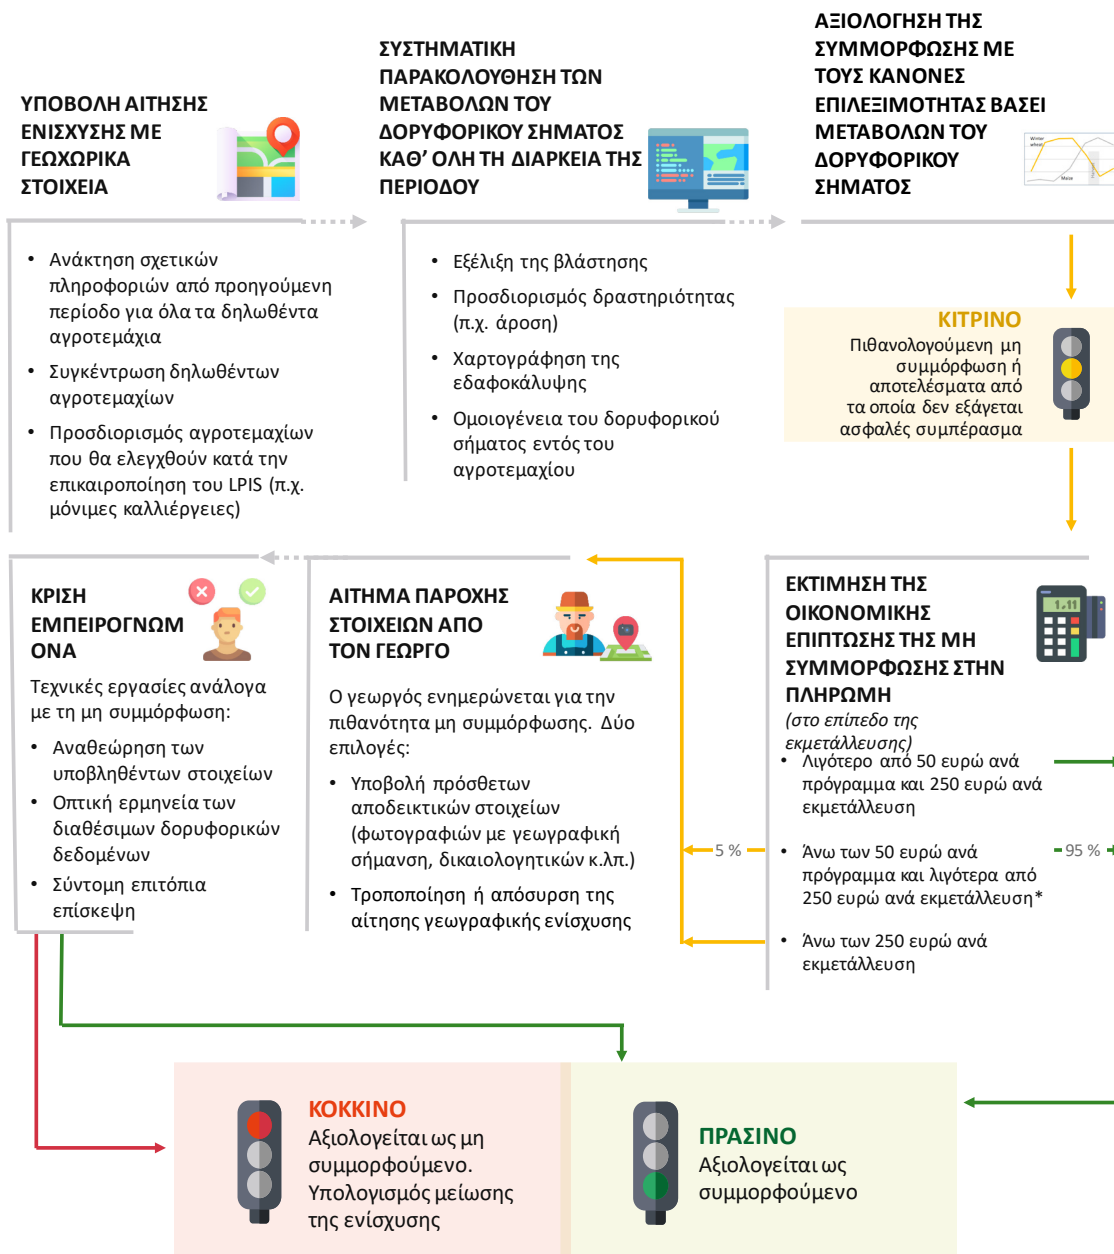 ΥΠΟΒΟΛΗ ΑΙΤΗΣΗΣ
ΕΝΙΣΧΥΣΗΣ ΜΕ
ΓΕΩΧΩΡΙΚΑ
ΣΤΟΙΧΕΙΑ
• Ανάκτηση σχετικών
πληροφοριών από προηγούμενη
περίοδο για όλα τα δηλωθέντα
αγροτεμάχια
• Συγκέντρωση δηλωθέντων
αγροτεμαχίων
• Προσδιορισμός αγροτεμαχίων
που θα ελεγχθούν κατά την
επικαιροποίηση του LPIS (π.χ.
μόνιμες καλλιέργειες)
ΣΥΣΤΗΜΑΤΙΚΗ
ΠΑΡΑΚΟΛΟΥΘΗΣΗ ΤΩΝ
ΜΕΤΑΒΟΛΩΝ ΤΟΥ
ΔΟΡΥΦΟΡΙΚΟΥ ΣΗΜΑΤΟΣ
ΚΑΘ’ ΟΛΗ ΤΗ ΔΙΑΡΚΕΙΑ ΤΗΣ
ΠΕΡΙΟΔΟΥ
• Εξέλιξη της βλάστησης
• Προσδιορισμός δραστηριότητας
(π.χ. άροση)
• Χαρτογράφηση της
εδαφοκάλυψης
• Ομοιογένεια του δορυφορικού
σήματος εντός του
αγροτεμαχίου
ΑΞΙΟΛΟΓΗΣΗ ΤΗΣ
ΣΥΜΜΟΡΦΩΣΗΣ ΜΕ
ΤΟΥΣ ΚΑΝΟΝΕΣ
ΕΠΙΛΕΞΙΜΟΤΗΤΑΣ ΒΑΣΕΙ
ΜΕΤΑΒΟΛΩΝ ΤΟΥ
ΔΟΡΥΦΟΡΙΚΟΥ
ΣΗΜΑΤΟΣ
Winter
wheat
Maize
ΚΙΤΡΙΝΟ
Πιθανολογούμενη μη
συμμόρφωση ή
αποτελέσματα από
τα οποία δεν εξάγεται
ασφαλές συμπέρασμα
ΕΚΤΙΜΗΣΗ ΤΗΣ
ΟΙΚΟΝΟΜΙΚΗΣ
ΕΠΙΠΤΩΣΗΣ ΤΗΣ ΜΗ
ΣΥΜΜΟΡΦΩΣΗΣ ΣΤΗΝ
ΠΛΗΡΩΜΗ
(στο επίπεδο της
εκμετάλλευσης)
1.11
• Λιγότερο από 50 ευρώ ανά
πρόγραμμα και 250 ευρώ ανά
εκμετάλλευση
• Άνω των 50 ευρώ ανά
πρόγραμμα και λιγότερα από
250 ευρώ ανά εκμετάλλευση*
• Άνω των 250 ευρώ ανά
εκμετάλλευση
5 %
95 %
ΑΙΤΗΜΑ ΠΑΡΟΧΗΣ
ΣΤΟΙΧΕΙΩΝ ΑΠΟ
ΤΟΝ ΓΕΩΡΓΟ
Ο γεωργός ενημερώνεται για την
πιθανότητα μη συμμόρφωσης. Δύο
επιλογές:
• Υποβολή πρόσθετων
αποδεικτικών στοιχείων
(φωτογραφιών με γεωγραφική
σήμανση, δικαιολογητικών κ.λπ.)
• Τροποποίηση ή απόσυρση της
αίτησης γεωγραφικής ενίσχυσης
ΚΡΙΣΗ
ΕΜΠΕΙΡΟΓΝΩΜ
ΟΝΑ
Τεχνικές εργασίες ανάλογα
με τη μη συμμόρφωση:
• Αναθεώρηση των
υποβληθέντων στοιχείων
• Οπτική ερμηνεία των
διαθέσιμων δορυφορικών
δεδομένων
• Σύντομη επιτόπια
επίσκεψη
ΚΟΚΚΙΝΟ
Αξιολογείται ως μη
συμμορφούμενο.
Υπολογισμός μείωσης
της ενίσχυσης
ΠΡΑΣΙΝΟ
Αξιολογείται ως
συμμορφούμενο